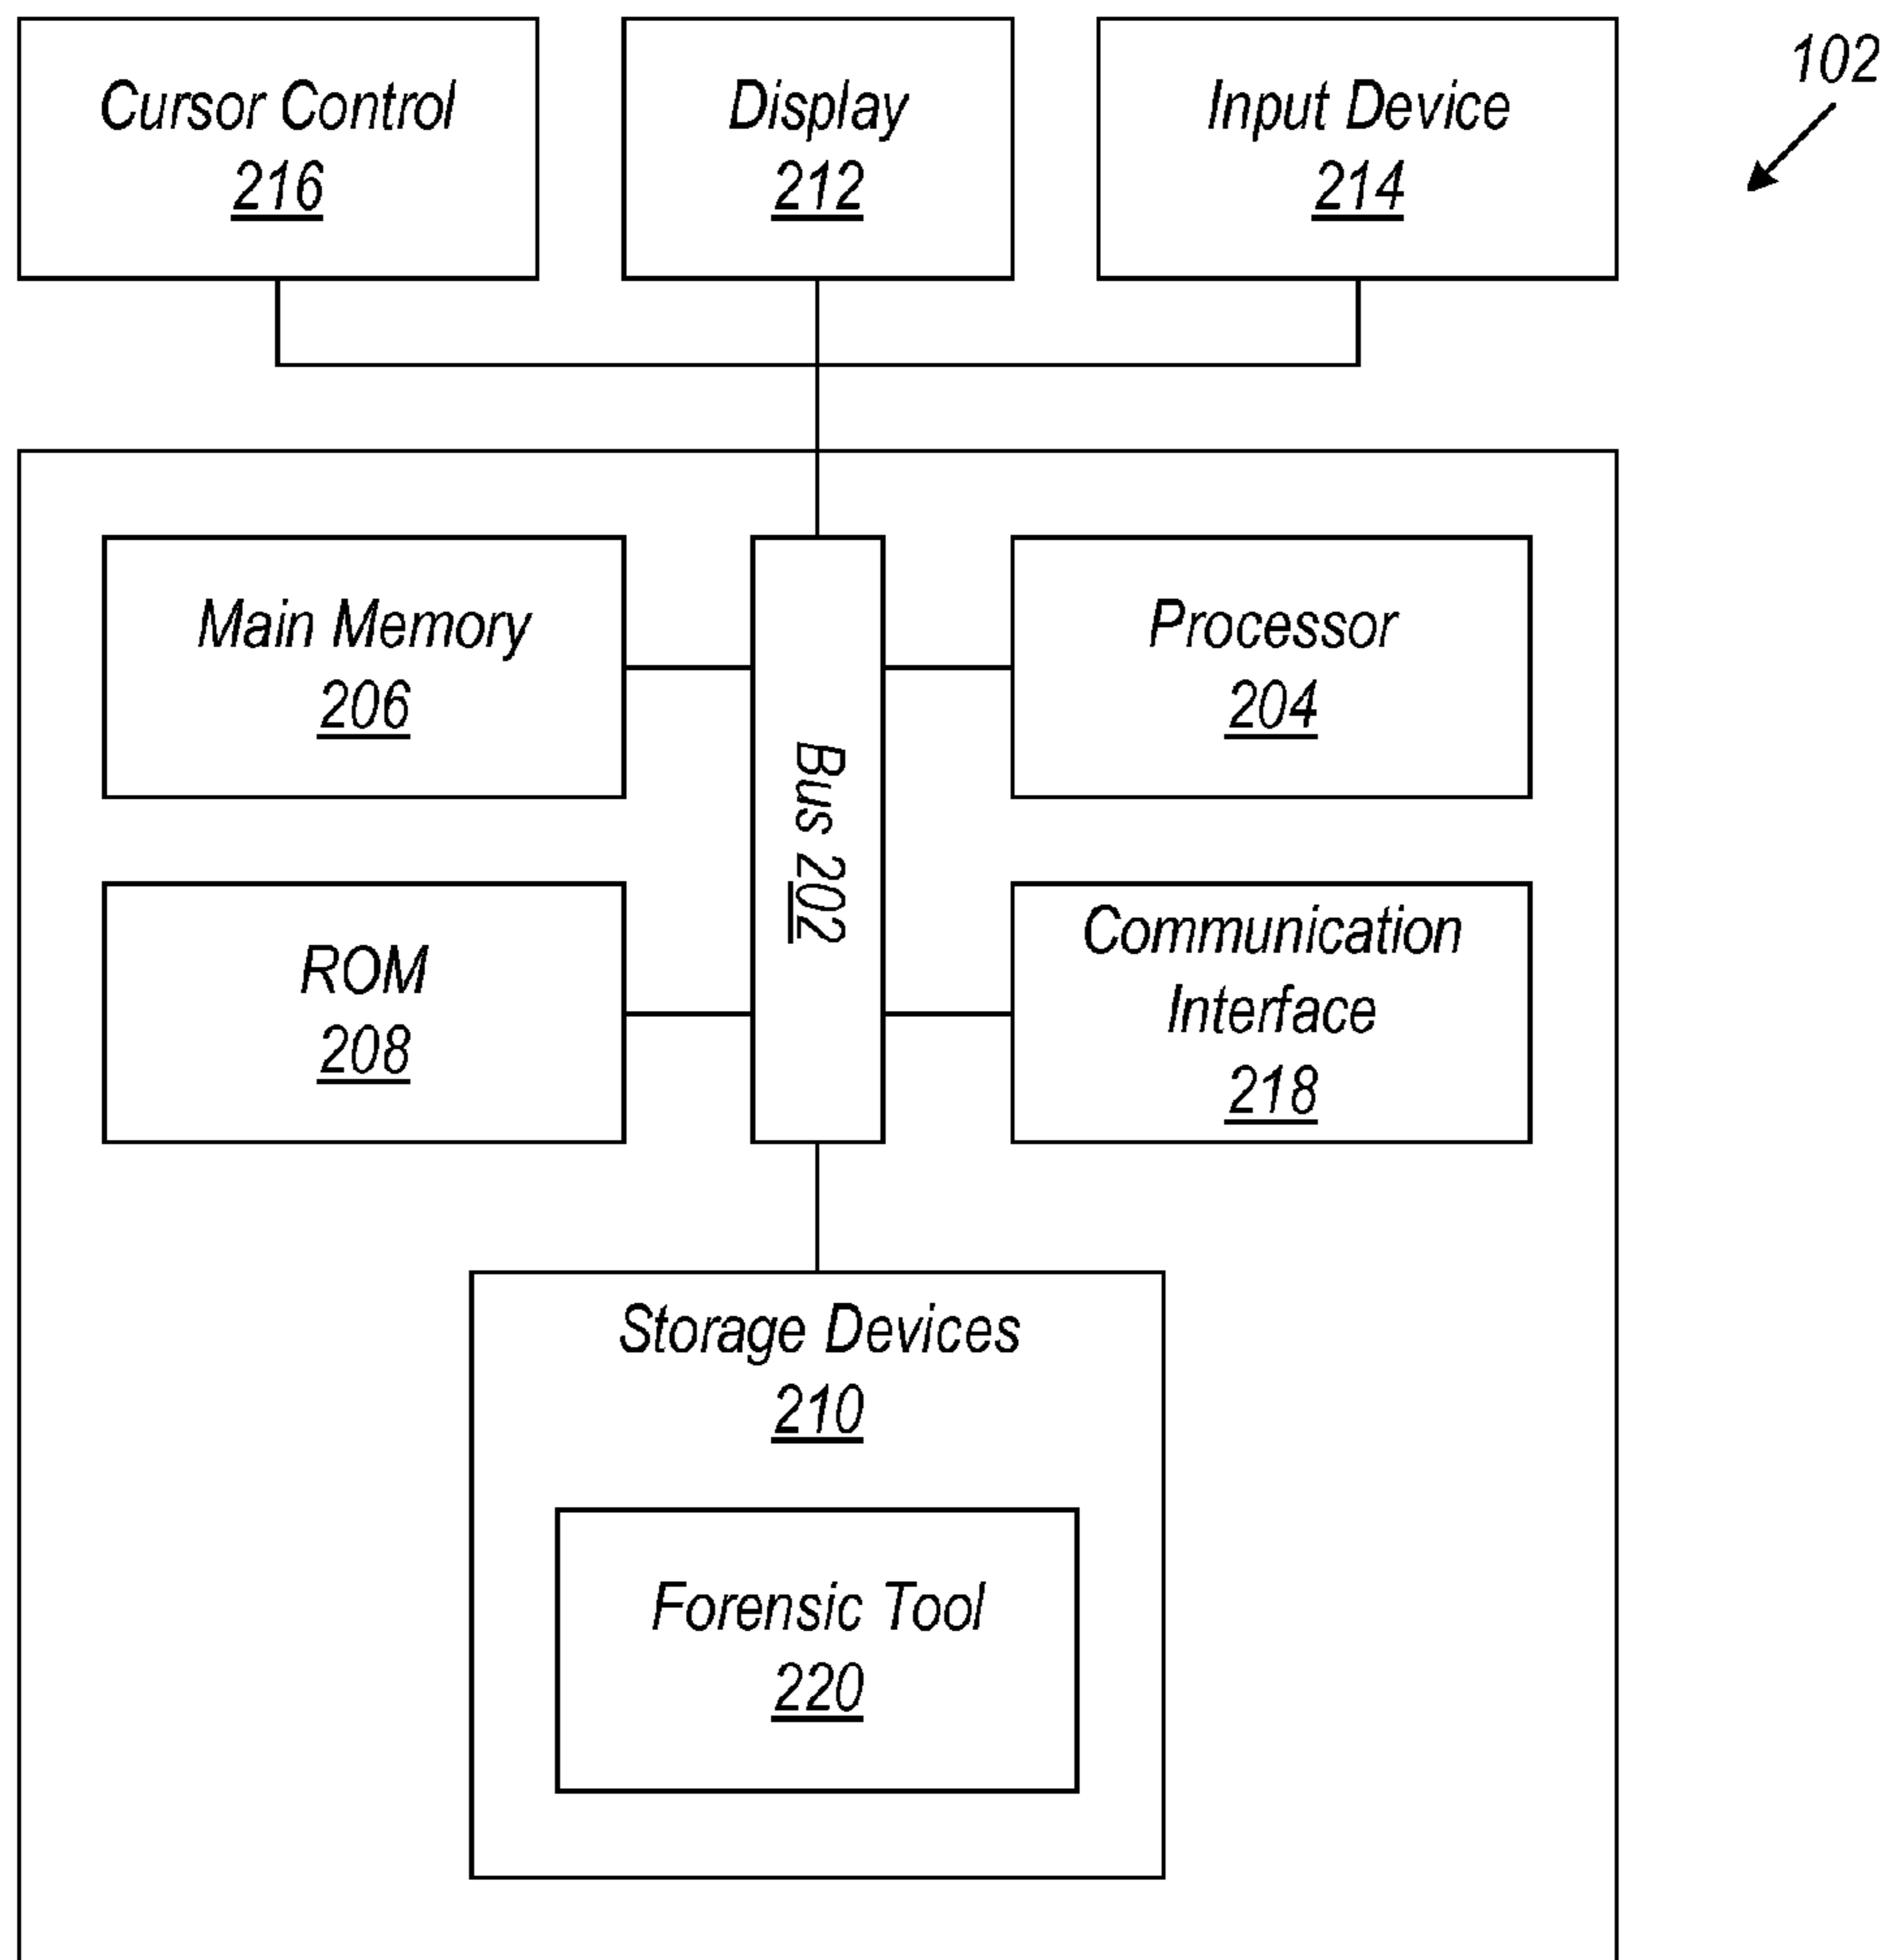 Cursor Control
216
Display
212
Input Device
214
102
Main Memory
206
Processor
204
Bus 202
ROM
208
Communication
Interface
218
Storage Devices
210
Forensic Tool
220